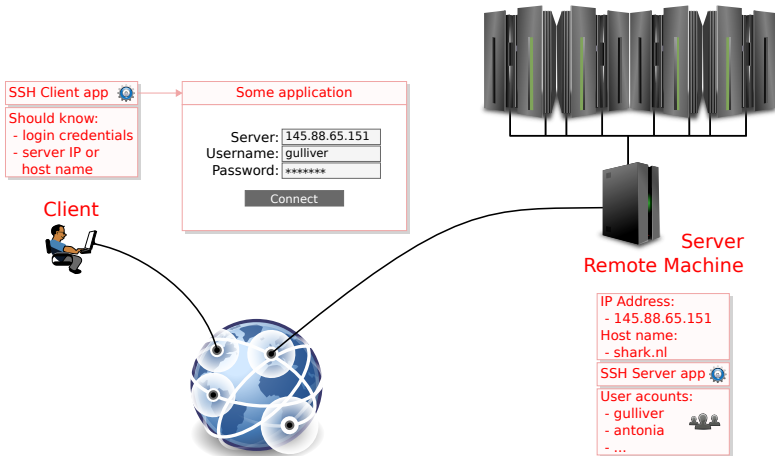 SSH Client app
Should know:
- login credentials
- server IP or
host name
Some application
Server: 145.88.65.151
Username: gulliver
Password: *******
Connect
Client
Server
Remote Machine
IP Address:
- 145.88.65.151
Host name:
- shark.nl
SSH Server app
User acounts:
- gulliver
- antonia
- ...